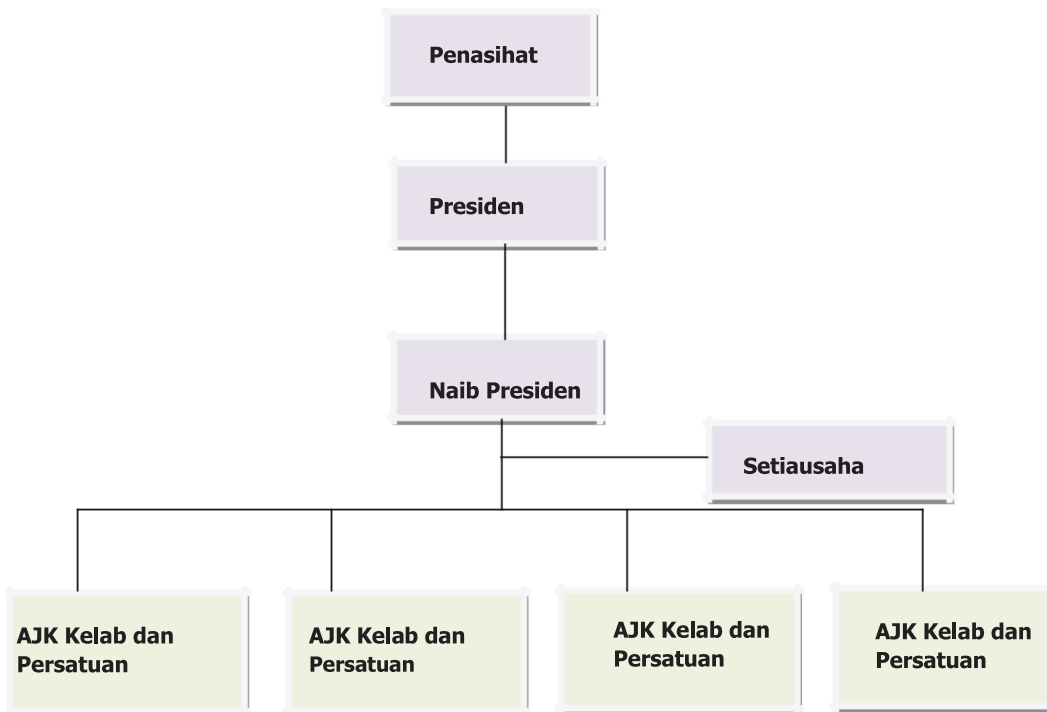 Penasihat
Presiden
Naib Presiden
Setiausaha
AJK Kelab dan
Persatuan
AJK Kelab dan
Persatuan
AJK Kelab dan
Persatuan
AJK Kelab dan
Persatuan